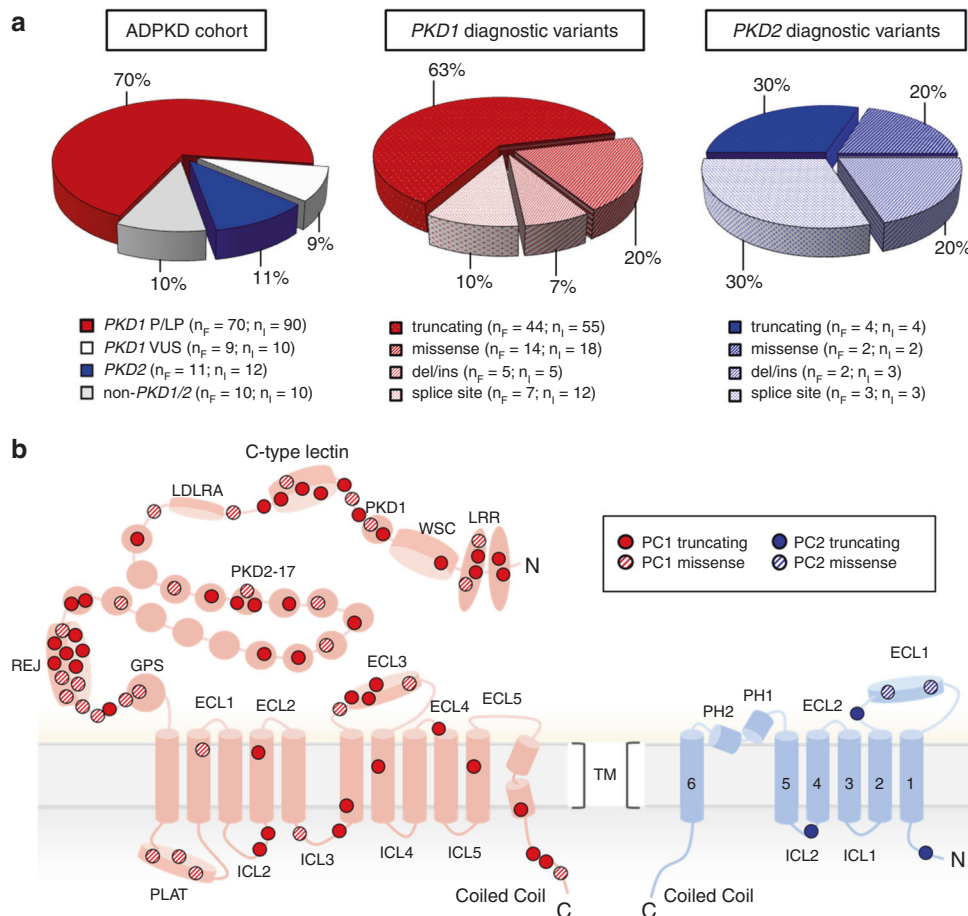 a
ADPKD cohort
PKD1 diagnostic variants
PKD2 diagnostic variants
70%
9%
11%
10%
63%
20%
7%
10%
30%
20%
20%
30%
PKD1 P/LP (nF = 70; nI = 90)
PKD1 VUS (nF = 9; nI = 10)
PKD2 (nF = 11; nI = 12)
non-PKD1/2 (nF = 10; nI = 10)
truncating (nF = 44; nI = 55)
missense (nF = 14; nI = 18)
del/ins (nF = 5; nI = 5)
splice site (nF = 7; nI = 12)
truncating (nF = 4; nI = 4)
missense (nF = 2; nI = 2)
del/ins (nF = 2; nI = 3)
splice site (nF = 3; nI = 3)
b
C-type lectin
LDLRA
PKD1
WSC
LRR
N
PKD2-17
REJ
GPS
PC1 truncating
PC1 missense
PC2 truncating
PC2 missense
ECL1
ECL2
ECL3
ECL4
ECL5
PH2
PH1
ECL2
ECL1
TM
6
5
4
3
2
1
PLAT
ICL2
ICL3
ICL4
ICL5
Coiled Coil
C
ICL2
ICL1
N
Coiled Coil
C